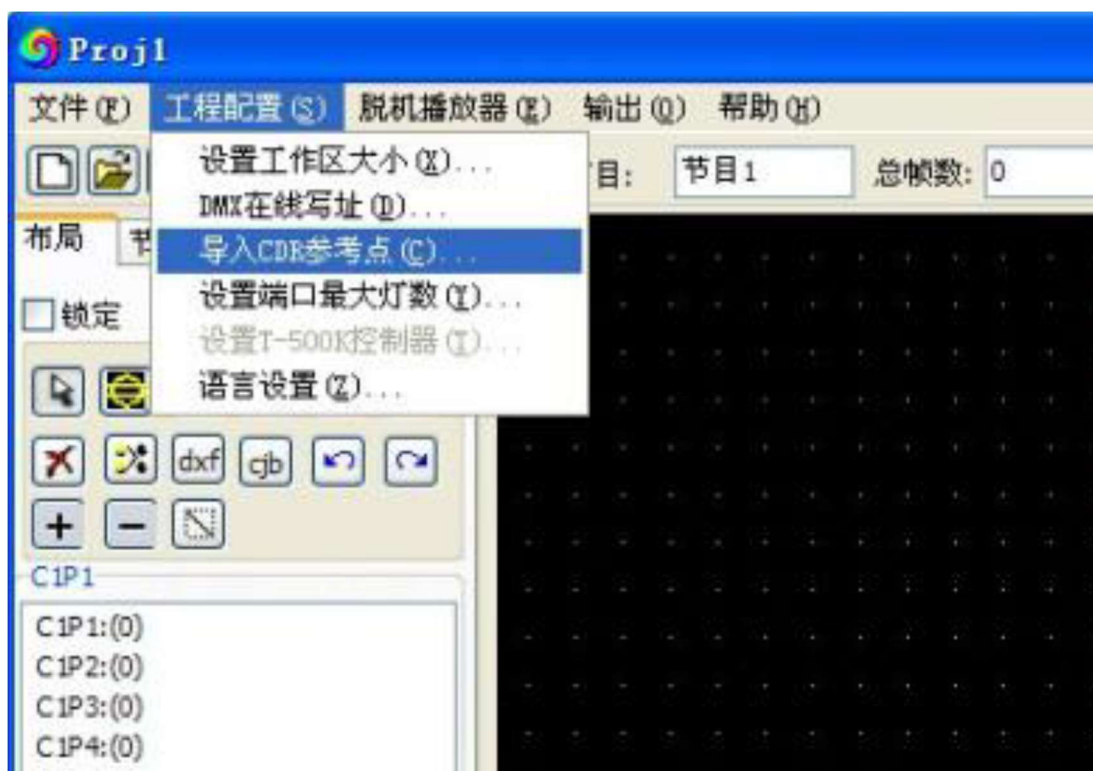 Proj1
文件(F) 工程配置(S) 脱机播放器(E) 输出(O) 帮助(H)
设置工作区大小(X)...
目: 节目1 总帧数: 0
DMX在线写址(D)...
布局
导入CDR参考点(C)...
设置端口最大灯数(Y)...
锁定
设置T-500K控制器(T)...
语言设置(Z)...
dxf cjb
C1P1
C1P1:(0)
C1P2:(0)
C1P3:(0)
C1P4:(0)